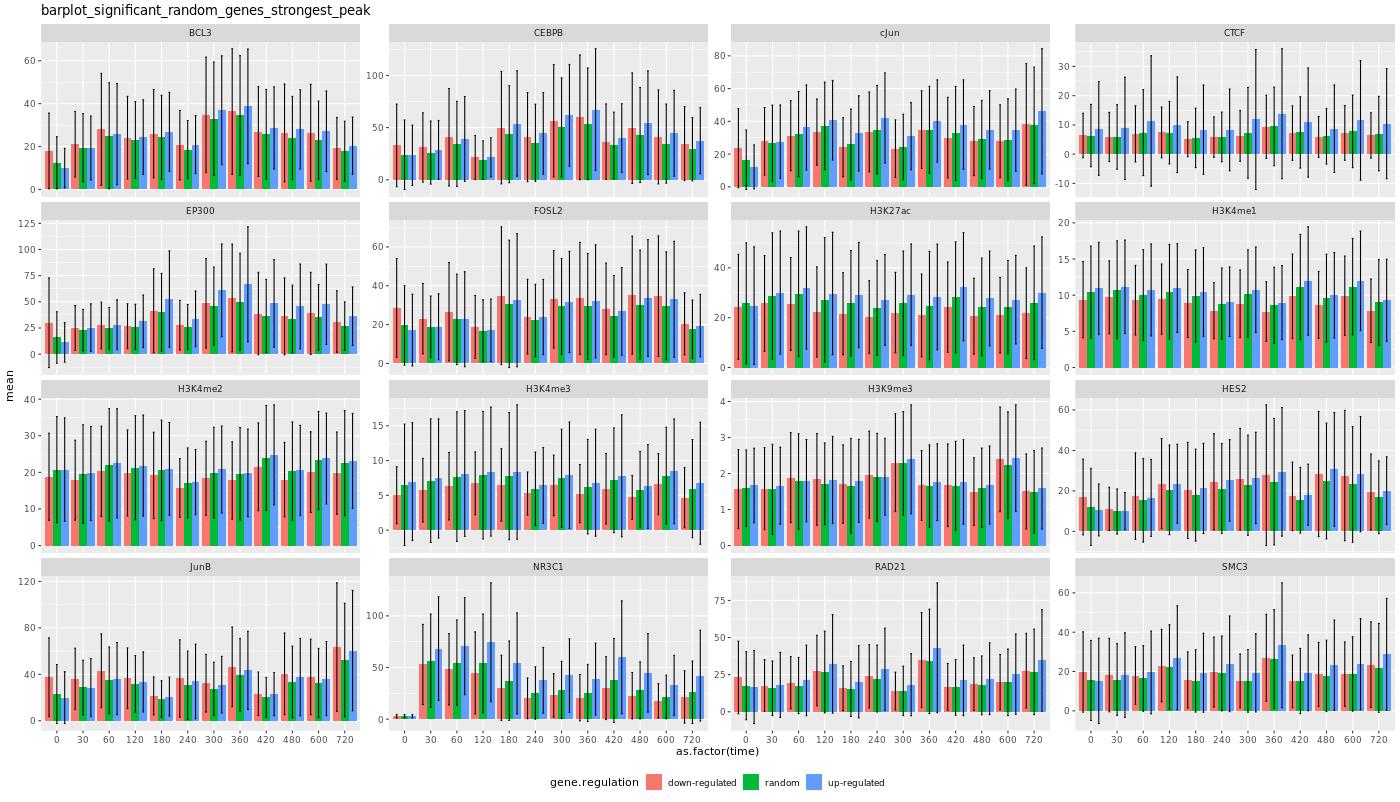 barplot_significant_random_genes_strongest_peak
BCL3 CEBPB cJun CTCF
60 40 20 0
100 50 0
80 60 40 20 0
30 20 10 0 -10
EP300 FOSL2 H3K27ac H3K4me1
125 100 75 50 25 0
60 40 20 0
40 20 0
20 15 10 5 0
mean
H3K4me2 H3K4me3 H3K9me3 HES2
40 30 20 10 0
15 10 5 0
4 3 2 1 0
60 40 20 0
JunB NR3C1 RAD21 SMC3
120 80 40 0
100 50 0
75 50 25 0
60 40 20 0
0 30 60 120 180 240 300 360 420 480 600 720
0 30 60 120 180 240 300 360 420 480 600 720
0 30 60 120 180 240 300 360 420 480 600 720
0 30 60 120 180 240 300 360 420 480 600 720
as.factor(time)
gene.regulation down-regulated random up-regulated